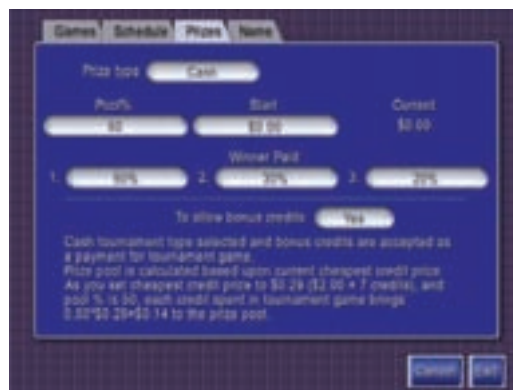 Games Schedule Prizes Name
Prize type Cash
Pool% Start Current
50 $0.00 $0.00
Winner Paid
1. 50% 2. 30% 3. 20%
To allow bonus credits Yes
Cash tournament type selected and bonus credits are accepted as
a payment for tournament game.
Prize pool is calculated based upon current cheapest credit price
As you set cheapest credit price to $0.29 ($2.00 = 7 credits), and
pool % is 50, each credit spent in tournament game brings
0.50*$0.29=$0.14 to the prize pool.
Cancel Exit